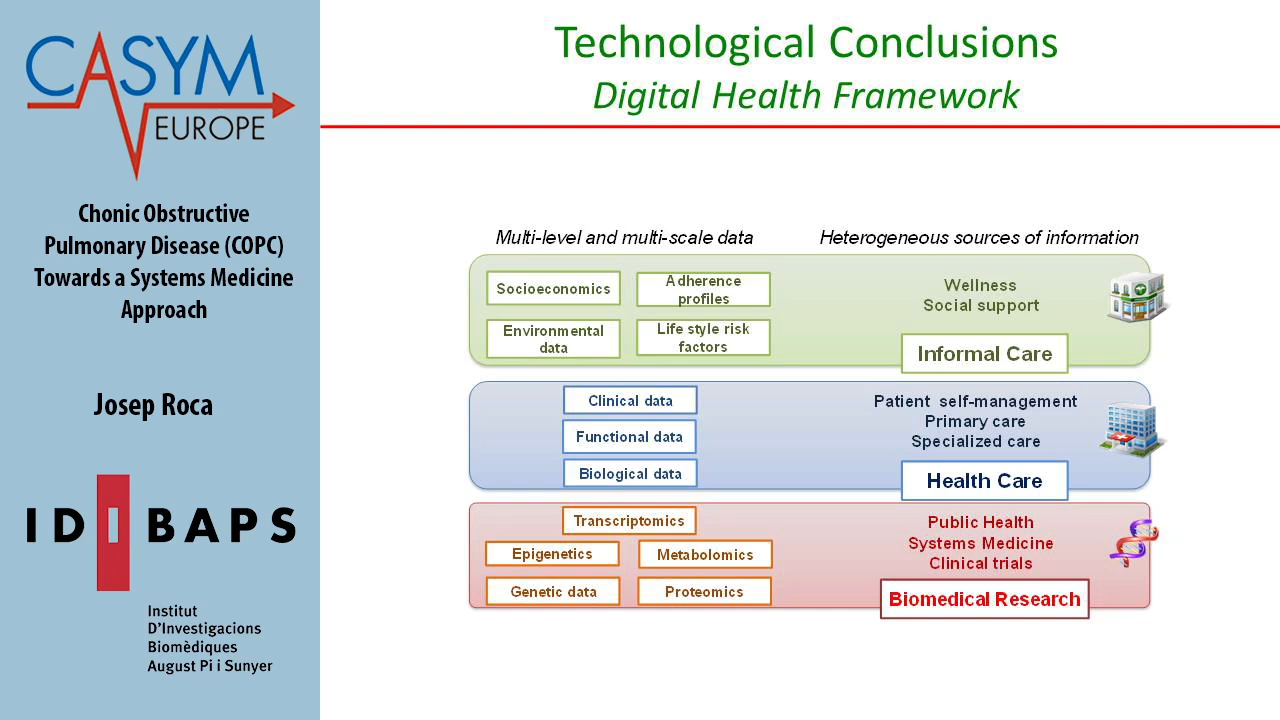 CASYM
EUROPE
Chonic Obstructive
Pulmonary Disease (COPC)
Towards a Systems Medicine
Approach
Josep Roca
IDIBAPS
Institut
D'Investigacions
Biomèdiques
August Pi i Sunyer
Technological Conclusions
Digital Health Framework
Multi-level and multi-scale data
Heterogeneous sources of information
Socioeconomics
Adherence
profiles
Environmental
data
Life style risk
factors
Wellness
Social support
Informal Care
Clinical data
Functional data
Biological data
Patient self-management
Primary care
Specialized care
Health Care
Transcriptomics
Epigenetics
Metabolomics
Genetic data
Proteomics
Public Health
Systems Medicine
Clinical trials
Biomedical Research